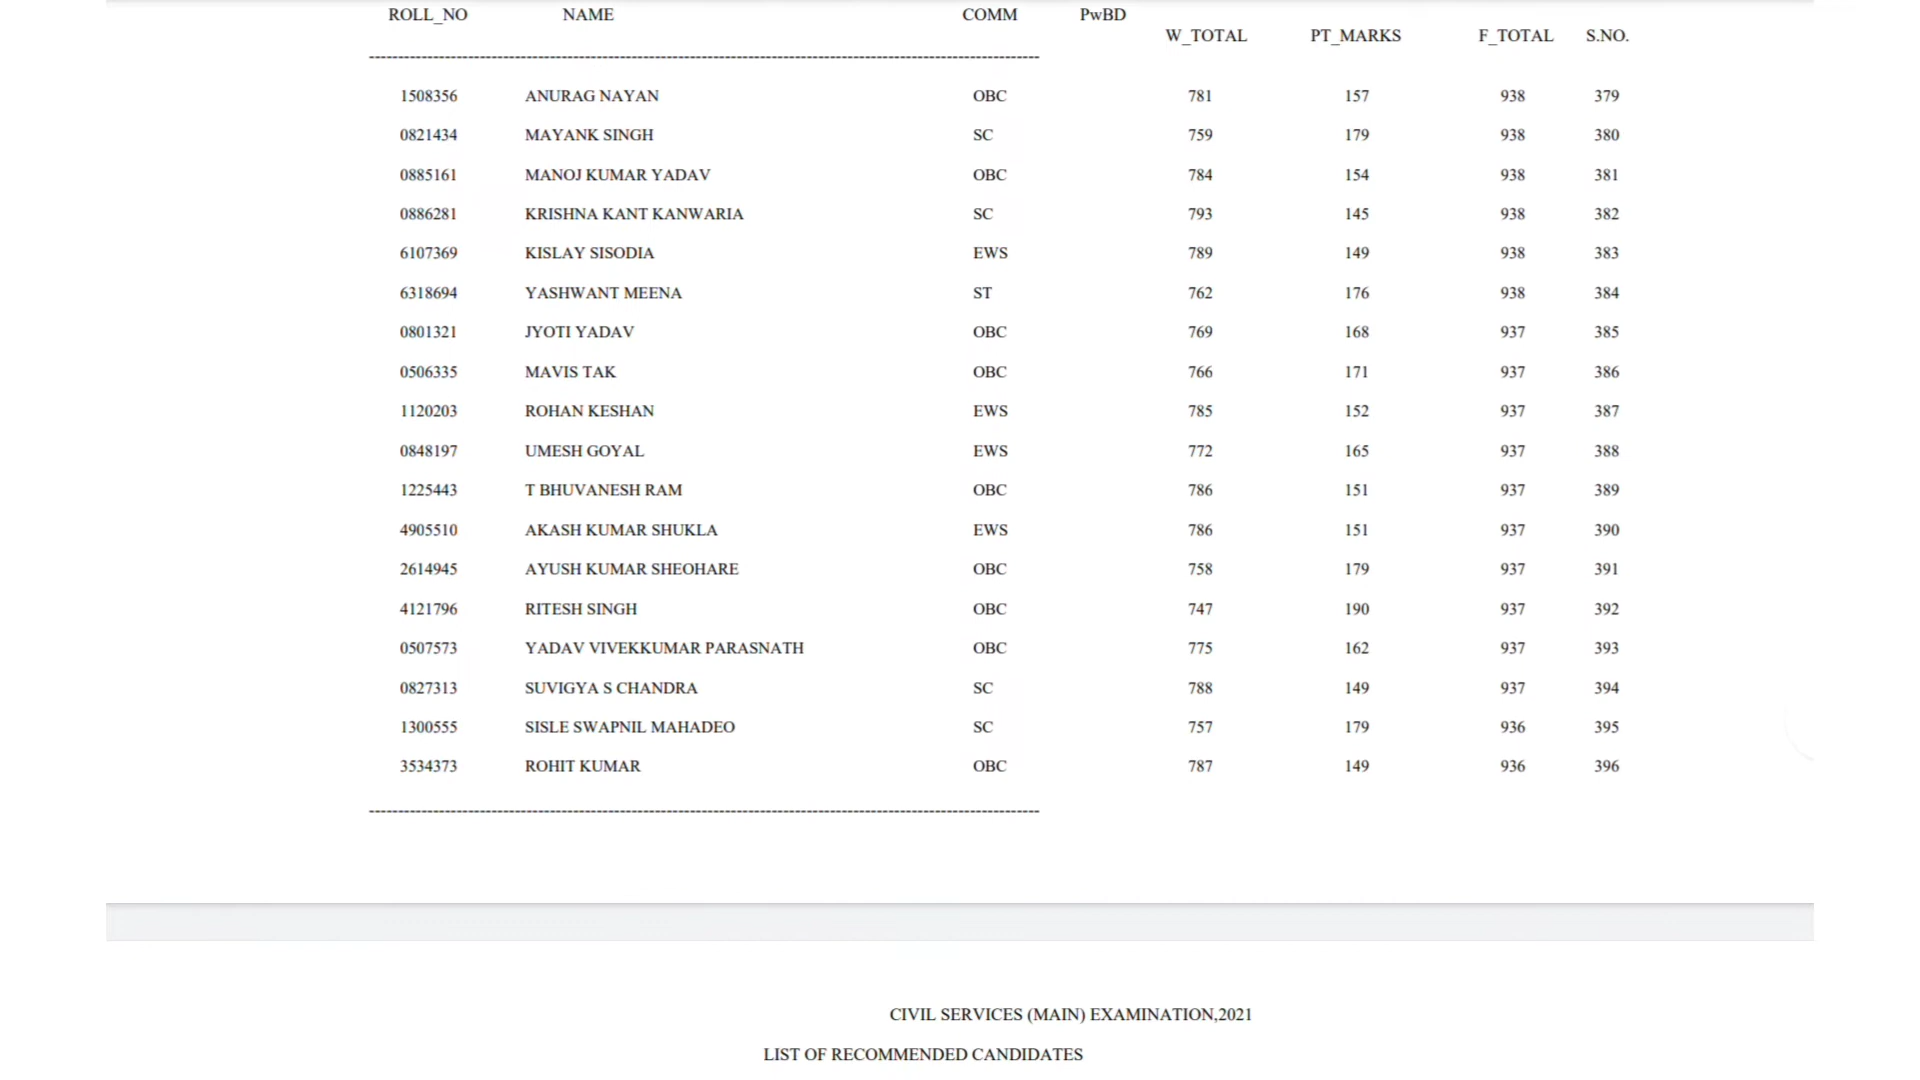 ROLL_NO NAME COMM PwBD
W_TOTAL PT_MARKS F_TOTAL S.NO.
1508356 ANURAG NAYAN OBC 781 157 938 379
0821434 MAYANK SINGH SC 759 179 938 380
0885161 MANOJ KUMAR YADAV OBC 784 154 938 381
0886281 KRISHNA KANT KANWARIA SC 793 145 938 382
6107369 KISLAY SISODIA EWS 789 149 938 383
6318694 YASHWANT MEENA ST 762 176 938 384
0801321 JYOTI YADAV OBC 769 168 937 385
0506335 MAVIS TAK OBC 766 171 937 386
1120203 ROHAN KESHAN EWS 785 152 937 387
0848197 UMESH GOYAL EWS 772 165 937 388
1225443 T BHUVANESH RAM OBC 786 151 937 389
4905510 AKASH KUMAR SHUKLA EWS 786 151 937 390
2614945 AYUSH KUMAR SHEOHARE OBC 758 179 937 391
4121796 RITESH SINGH OBC 747 190 937 392
0507573 YADAV VIVEKKUMAR PARASNATH OBC 775 162 937 393
0827313 SUVIGYA S CHANDRA SC 788 149 937 394
1300555 SISLE SWAPNIL MAHADEO SC 757 179 936 395
3534373 ROHIT KUMAR OBC 787 149 936 396
CIVIL SERVICES (MAIN) EXAMINATION,2021
LIST OF RECOMMENDED CANDIDATES